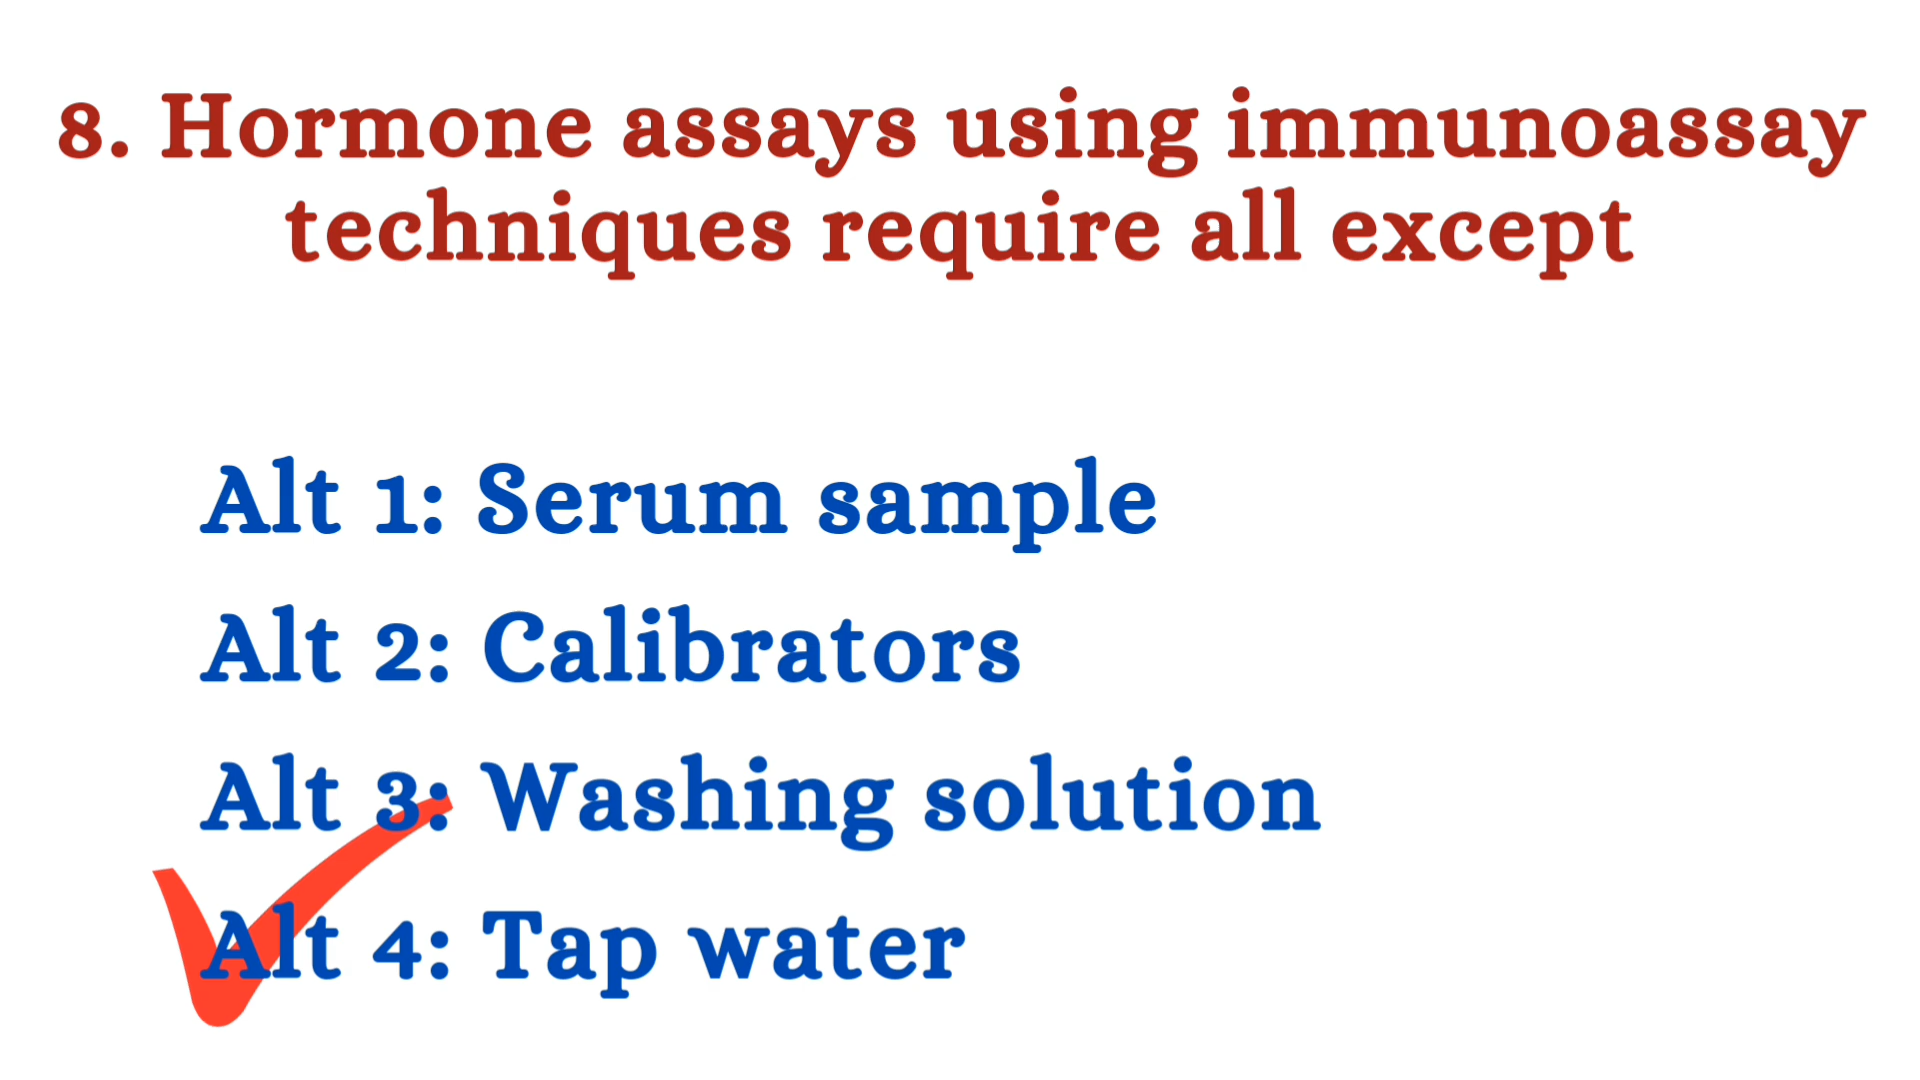 8. Hormone assays using immunoassay
techniques require all except
Alt 1: Serum sample
Alt 2: Calibrators
Alt 3: Washing solution
Alt 4: Tap water